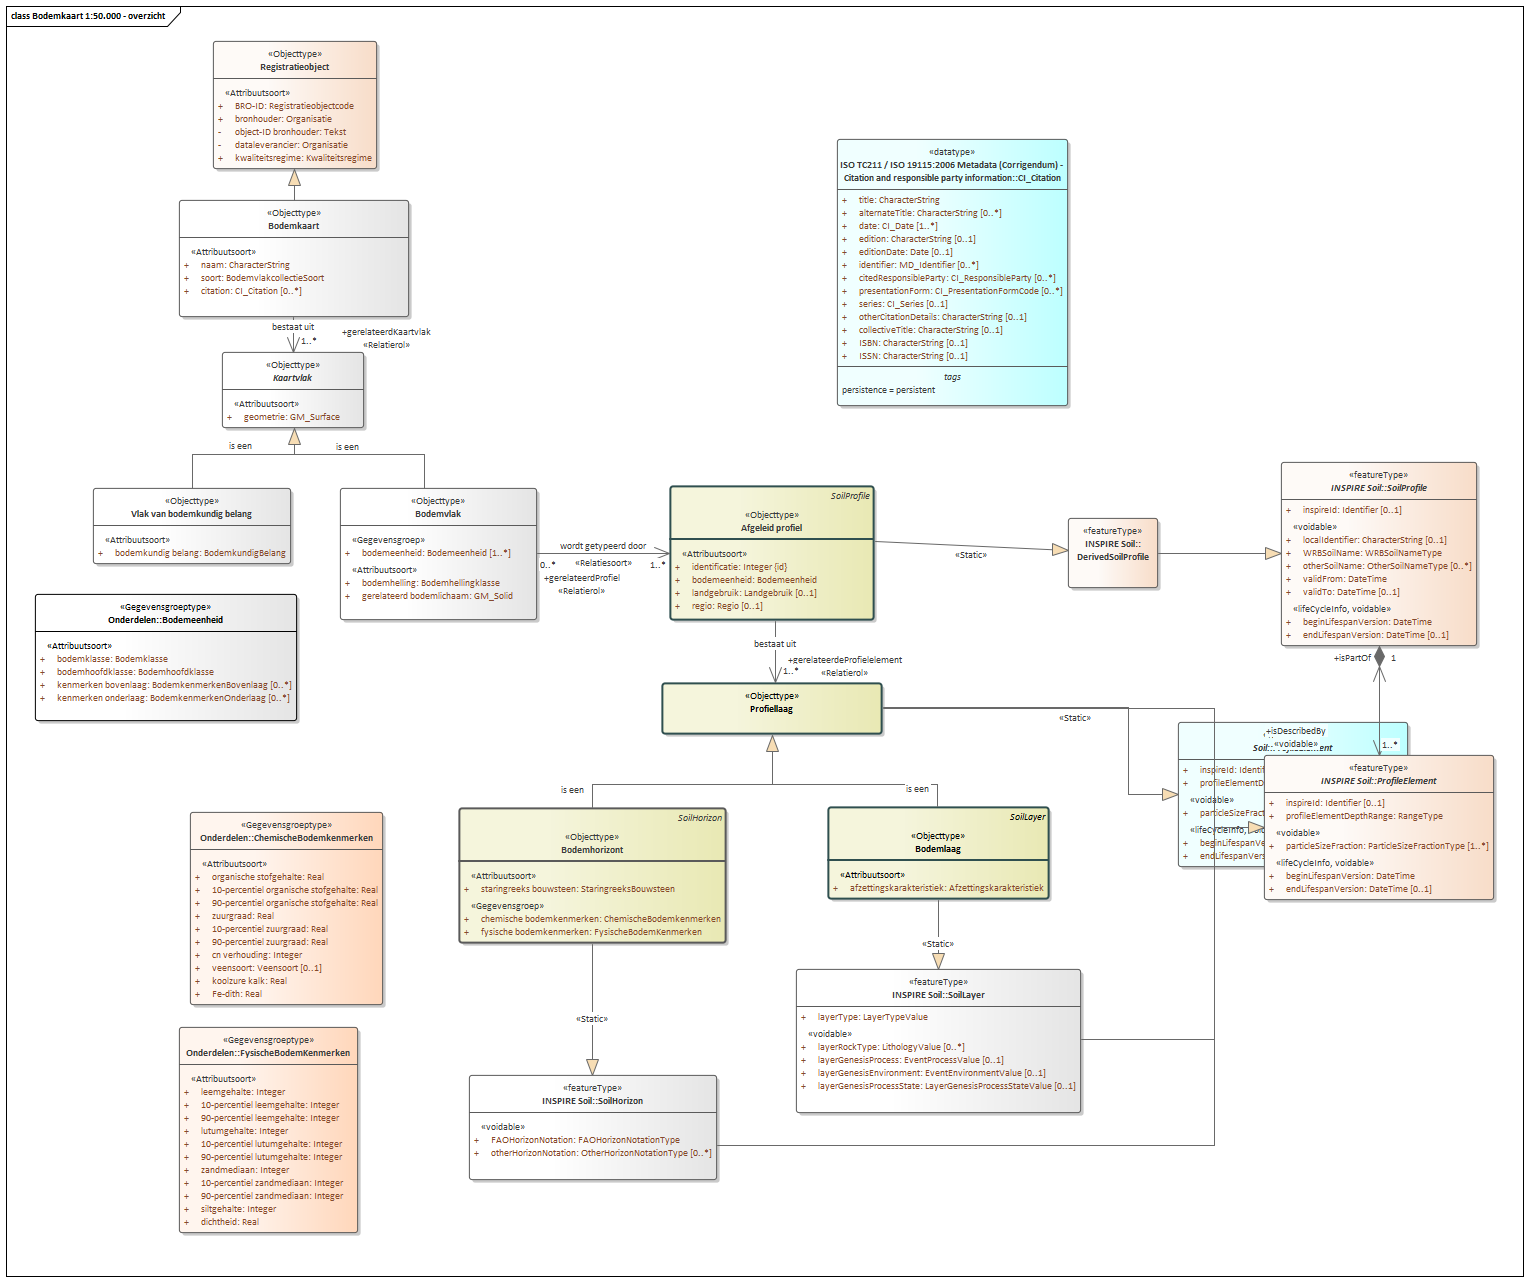 class Bodemkaart 1:50.000 - overzicht
«Objecttype»
Registratieobject
«Attribuutsoort»
+ BRO-ID: Registratieobjectcode
+ bronhouder: Organisatie
- object-ID bronhouder: Tekst
- dataleverancier: Organisatie
+ kwaliteitsregime: Kwaliteitsregime
«Objecttype»
Bodemkaart
«Attribuutsoort»
+ naam: CharacterString
+ soort: BodemvlakcollectieSoort
+ citation: CI_Citation [0..*]
bestaat uit
+gerelateerdKaartvlak
1..*
«Relatierol»
«Objecttype»
Kaartvlak
«Attribuutsoort»
+ geometrie: GM_Surface
is een
is een
«datatype»
ISO TC211 / ISO 19115:2006 Metadata (Corrigendum) -
Citation and responsible party information::CI_Citation
+ title: CharacterString
+ alternateTitle: CharacterString [0..*]
+ date: CI_Date [1..*]
+ edition: CharacterString [0..1]
+ editionDate: Date [0..1]
+ identifier: MD_Identifier [0..*]
+ citedResponsibleParty: CI_ResponsibleParty [0..*]
+ presentationForm: CI_PresentationFormCode [0..*]
+ series: CI_Series [0..1]
+ otherCitationDetails: CharacterString [0..1]
+ collectiveTitle: CharacterString [0..1]
+ ISBN: CharacterString [0..1]
+ ISSN: CharacterString [0..1]
tags
persistence = persistent
«Objecttype»
Vlak van bodemkundig belang
«Attribuutsoort»
+ bodemkundig belang: BodemkundigBelang
«Objecttype»
Bodemvlak
«Gegevensgroep»
+ bodemeenheid: Bodemeenheid [1..*]
«Attribuutsoort»
+ bodemhelling: Bodemhellingklasse
+ gerelateerd bodemlichaam: GM_Solid
wordt getypeerd door
0..*
«Relatiesoort»
1..*
+gerelateerdProfiel
«Relatierol»
SoilProfile
«Objecttype»
Afgeleid profiel
«Attribuutsoort»
+ identificatie: Integer {id}
+ bodemeenheid: Bodemeenheid
+ landgebruik: Landgebruik [0..1]
+ regio: Regio [0..1]
«Static»
«featureType»
INSPIRE Soil::
DerivedSoilProfile
«featureType»
INSPIRE Soil::SoilProfile
+ inspireId: Identifier [0..1]
«voidable»
+ localIdentifier: CharacterString [0..1]
+ WRBSoilName: WRBSoilNameType
+ otherSoilName: OtherSoilNameType [0..*]
+ validFrom: DateTime
+ validTo: DateTime [0..1]
«lifeCycleInfo, voidable»
+ beginLifespanVersion: DateTime
+ endLifespanVersion: DateTime [0..1]
+isPartOf
1
«Gegevensgroeptype»
Onderdelen::Bodemeenheid
«Attribuutsoort»
+ bodemklasse: Bodemklasse
+ bodemhoofdklasse: Bodemhoofdklasse
+ kenmerken bovenlaag: BodemkenmerkenBovenlaag [0..*]
+ kenmerken onderlaag: BodemkenmerkenOnderlaag [0..*]
bestaat uit
+gerelateerdeProfielelement
1..*
«Relatierol»
«Objecttype»
Profiellaag
«Static»
is een
is een
+isDescribedBy
«voidable»
1..*
+ inspireId: Identif
+ profileElementD
«voidable»
+ particleSizeFract
«lifeCycleInfo,
+ beginLifespanVe
+ endLifespanVers
«featureType»
INSPIRE Soil::ProfileElement
+ inspireId: Identifier [0..1]
+ profileElementDepthRange: RangeType
«voidable»
+ particleSizeFraction: ParticleSizeFractionType [1..*]
«lifeCycleInfo, voidable»
+ beginLifespanVersion: DateTime
+ endLifespanVersion: DateTime [0..1]
«Gegevensgroeptype»
Onderdelen::ChemischeBodemkenmerken
«Attribuutsoort»
+ organische stofgehalte: Real
+ 10-percentiel organische stofgehalte: Real
+ 90-percentiel organische stofgehalte: Real
+ zuurgraad: Real
+ 10-percentiel zuurgraad: Real
+ 90-percentiel zuurgraad: Real
+ cn verhouding: Integer
+ veensoort: Veensoort [0..1]
+ koolzure kalk: Real
+ Fe-dith: Real
SoilHorizon
«Objecttype»
Bodemhorizont
«Attribuutsoort»
+ staringreeks bouwsteen: StaringreeksBouwsteen
«Gegevensgroep»
+ chemische bodemkenmerken: ChemischeBodemkenmerken
+ fysische bodemkenmerken: FysischeBodemKenmerken
SoilLayer
«Objecttype»
Bodemlaag
«Attribuutsoort»
+ afzettingskarakteristiek: Afzettingskarakteristiek
«Static»
«Static»
«featureType»
INSPIRE Soil::SoilLayer
+ layerType: LayerTypeValue
«voidable»
+ layerRockType: LithologyValue [0..*]
+ layerGenesisProcess: EventProcessValue [0..1]
+ layerGenesisEnvironment: EventEnvironmentValue [0..1]
+ layerGenesisProcessState: LayerGenesisProcessStateValue [0..1]
«Gegevensgroeptype»
Onderdelen::FysischeBodemKenmerken
«Attribuutsoort»
+ leemgehalte: Integer
+ 10-percentiel leemgehalte: Integer
+ 90-percentiel leemgehalte: Integer
+ lutumgehalte: Integer
+ 10-percentiel lutumgehalte: Integer
+ 90-percentiel lutumgehalte: Integer
+ zandmediaan: Integer
+ 10-percentiel zandmediaan: Integer
+ 90-percentiel zandmediaan: Integer
+ siltgehalte: Integer
+ dichtheid: Real
«featureType»
INSPIRE Soil::SoilHorizon
«voidable»
+ FAOHorizonNotation: FAOHorizonNotationType
+ otherHorizonNotation: OtherHorizonNotationType [0..*]